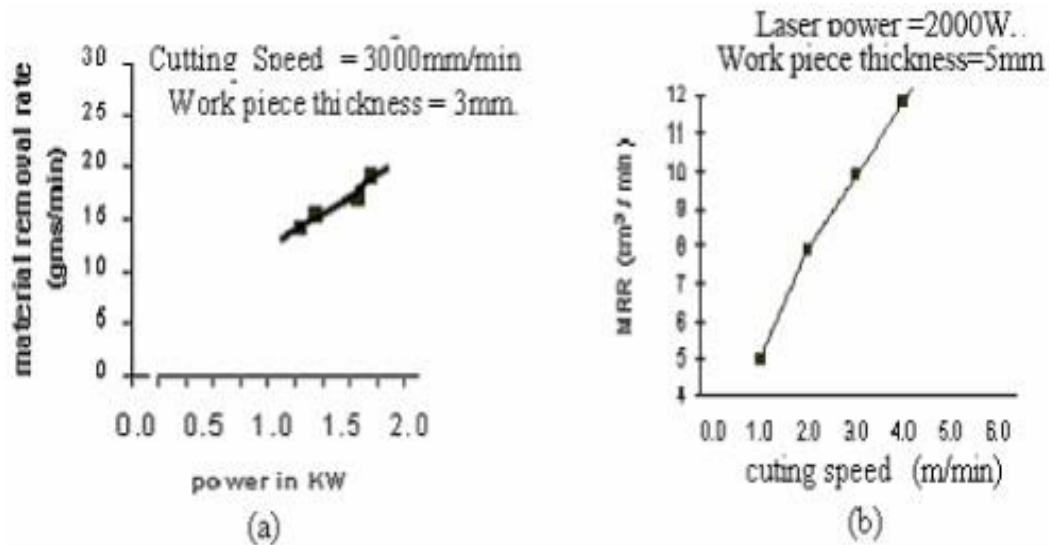 Cutting Speed = 3000mm/min
Work piece thickness = 3mm.
material removal rate
(gms/min)
30
25
20
15
10
5
0
0.0 0.5 1.0 1.5 2.0
power in KW
(a)
Laser power =2000W..
Work piece thickness=5mm
MRR (cm³ / min)
12
11
10
9
8
7
6
5
4
0.0 1.0 2.0 3.0 4.0 5.0 6.0
cuting speed (m/min)
(b)